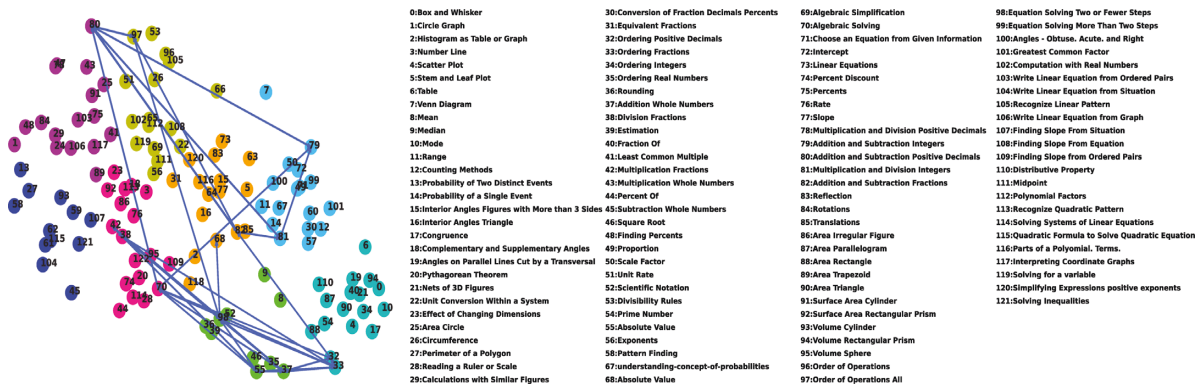 0:Box and Whisker
1:Circle Graph
2:Histogram as Table or Graph
3:Number Line
4:Scatter Plot
5:Stem and Leaf Plot
6:Table
7:Venn Diagram
8:Mean
9:Median
10:Mode
11:Range
12:Counting Methods
13:Probability of Two Distinct Events
14:Probability of a Single Event
15:Interior Angles Figures with More than 3 Sides
16:Interior Angles Triangle
17:Congruence
18:Complementary and Supplementary Angles
19:Angles on Parallel Lines Cut by a Transversal
20:Pythagorean Theorem
21:Nets of 3D Figures
22:Unit Conversion Within a System
23:Effect of Changing Dimensions
25:Area Circle
26:Circumference
27:Perimeter of a Polygon
28:Reading a Ruler or Scale
29:Calculations with Similar Figures
30:Conversion of Fraction Decimals Percents
31:Equivalent Fractions
32:Ordering Positive Decimals
33:Ordering Fractions
34:Ordering Integers
35:Ordering Real Numbers
36:Rounding
37:Addition Whole Numbers
38:Division Fractions
39:Estimation
40:Fraction Of
41:Least Common Multiple
42:Multiplication Fractions
43:Multiplication Whole Numbers
44:Percent Of
45:Subtraction Whole Numbers
46:Square Root
48:Finding Percents
49:Proportion
50:Scale Factor
51:Unit Rate
52:Scientific Notation
53:Divisibility Rules
54:Prime Number
55:Absolute Value
56:Exponents
58:Pattern Finding
67:understanding-concept-of-probabilities
68:Absolute Value
69:Algebraic Simplification
70:Algebraic Solving
71:Choose an Equation from Given Information
72:Intercept
73:Linear Equations
74:Percent Discount
75:Percents
76:Rate
77:Slope
78:Multiplication and Division Positive Decimals
79:Addition and Subtraction Integers
80:Addition and Subtraction Positive Decimals
81:Multiplication and Division Integers
82:Addition and Subtraction Fractions
83:Reflection
84:Rotations
85:Translations
86:Area Irregular Figure
87:Area Parallelogram
88:Area Rectangle
89:Area Trapezoid
90:Area Triangle
91:Surface Area Cylinder
92:Surface Area Rectangular Prism
93:Volume Cylinder
94:Volume Rectangular Prism
95:Volume Sphere
96:Order of Operations
97:Order of Operations All
98:Equation Solving Two or Fewer Steps
99:Equation Solving More Than Two Steps
100:Angles - Obtuse. Acute. and Right
101:Greatest Common Factor
102:Computation with Real Numbers
103:Write Linear Equation from Ordered Pairs
104:Write Linear Equation from Situation
105:Recognize Linear Pattern
106:Write Linear Equation from Graph
107:Finding Slope From Situation
108:Finding Slope From Equation
109:Finding Slope from Ordered Pairs
110:Distributive Property
111:Midpoint
112:Polynomial Factors
113:Recognize Quadratic Pattern
114:Solving Systems of Linear Equations
115:Quadratic Formula to Solve Quadratic Equation
116:Parts of a Polyomial. Terms.
117:Interpreting Coordinate Graphs
119:Solving for a variable
120:Simplifying Expressions positive exponents
121:Solving Inequalities